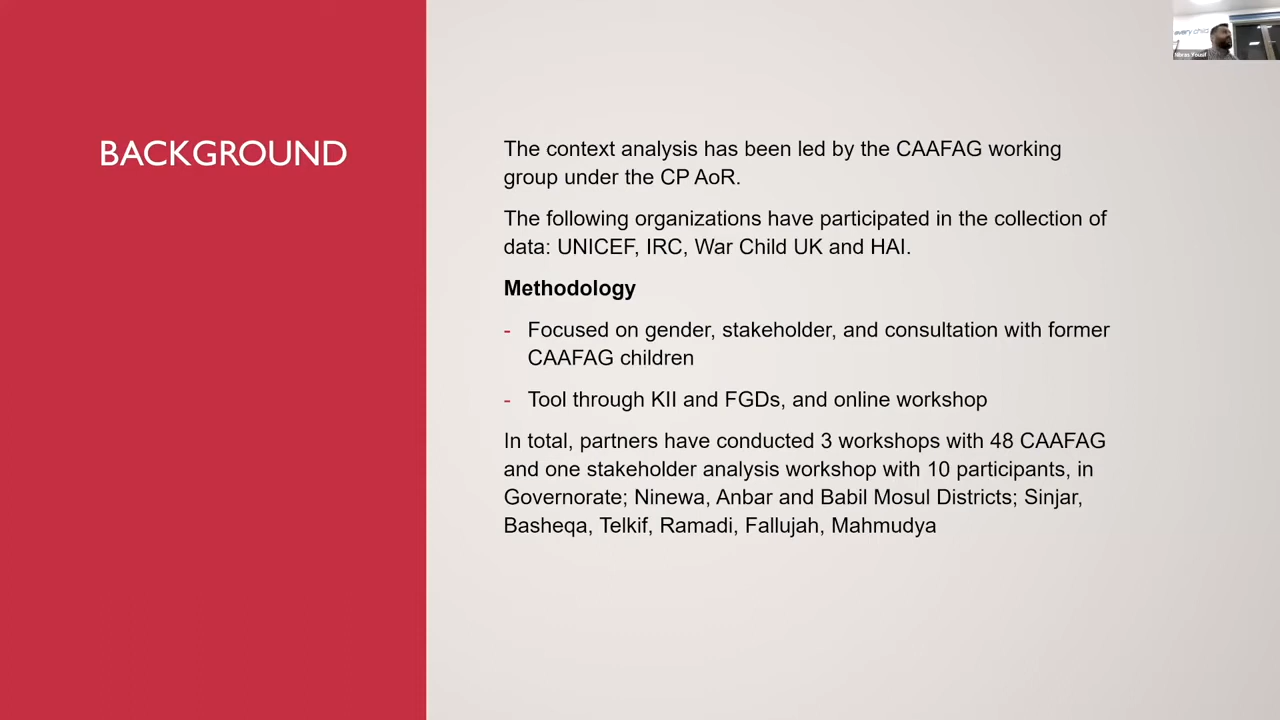 BACKGROUND
The context analysis has been led by the CAAFAG working
group under the CP AoR.
The following organizations have participated in the collection of
data: UNICEF, IRC, War Child UK and HAI.
Methodology
- Focused on gender, stakeholder, and consultation with former
CAAFAG children
- Tool through KII and FGDs, and online workshop
In total, partners have conducted 3 workshops with 48 CAAFAG
and one stakeholder analysis workshop with 10 participants, in
Governorate; Ninewa, Anbar and Babil Mosul Districts; Sinjar,
Basheqa, Telkif, Ramadi, Fallujah, Mahmudya
every child
Yousif